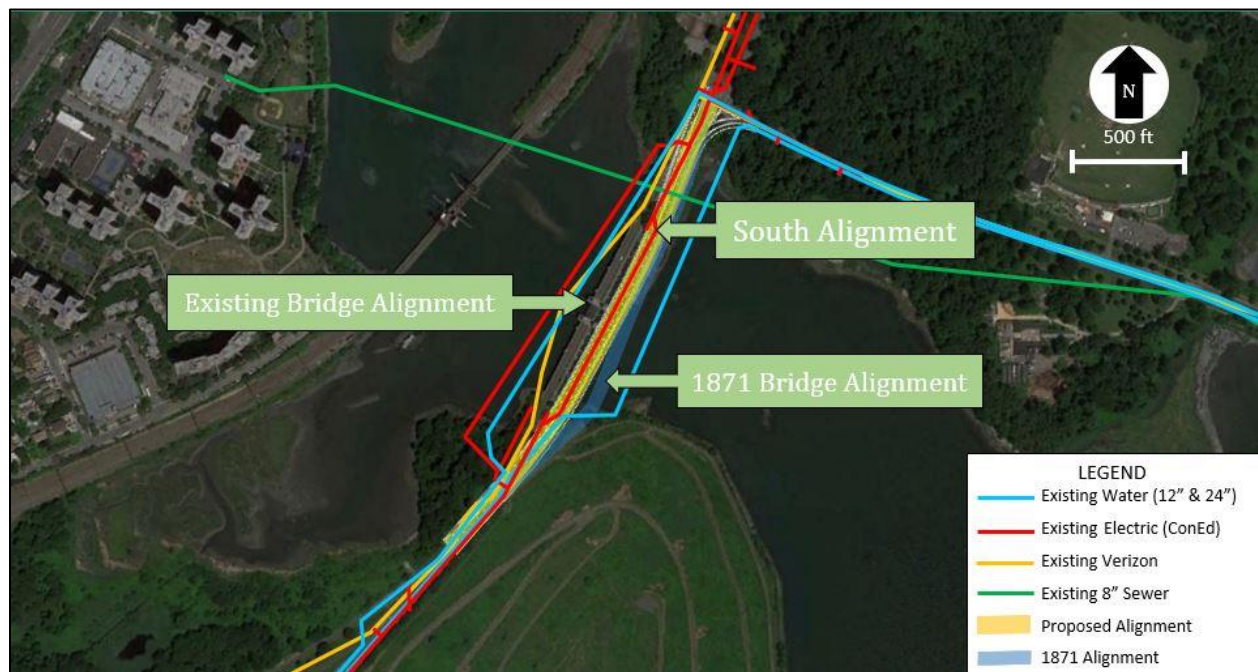 N
500 ft
South Alignment
Existing Bridge Alignment
1871 Bridge Alignment
LEGEND
Existing Water (12” & 24”)
Existing Electric (ConEd)
Existing Verizon
Existing 8” Sewer
Proposed Alignment
1871 Alignment